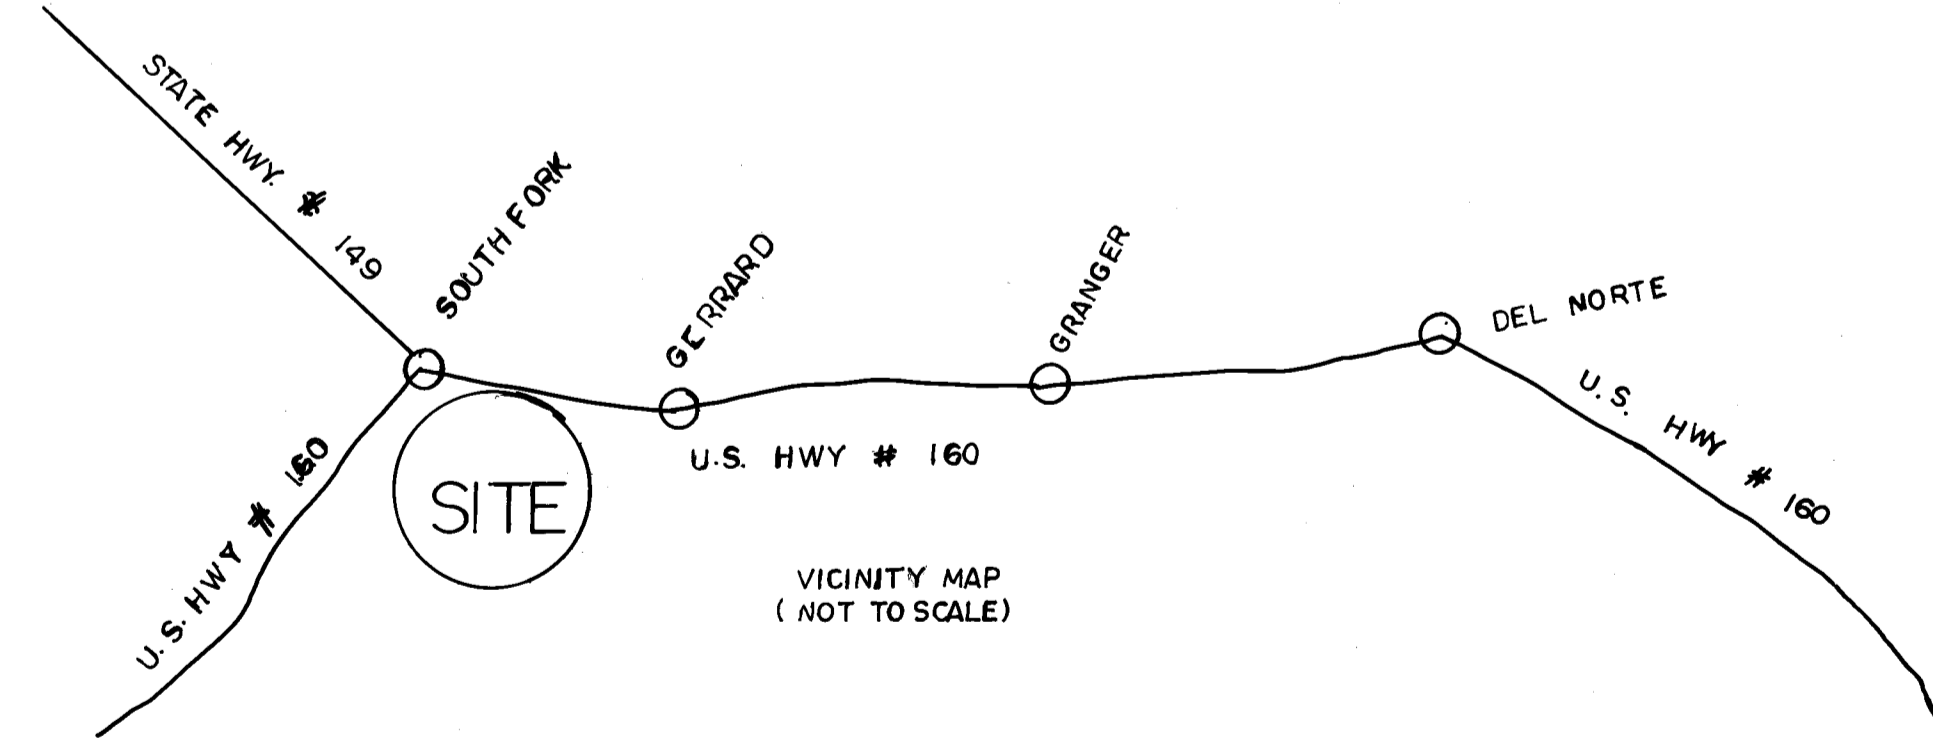 STATE HWY. # 149
SOUTH FORK
GERRARD
GRANGER
DEL NORTE
U.S. HWY # 160
U.S. HWY # 160
U.S. HWY # 160
SITE
VICINITY MAP
( NOT TO SCALE)